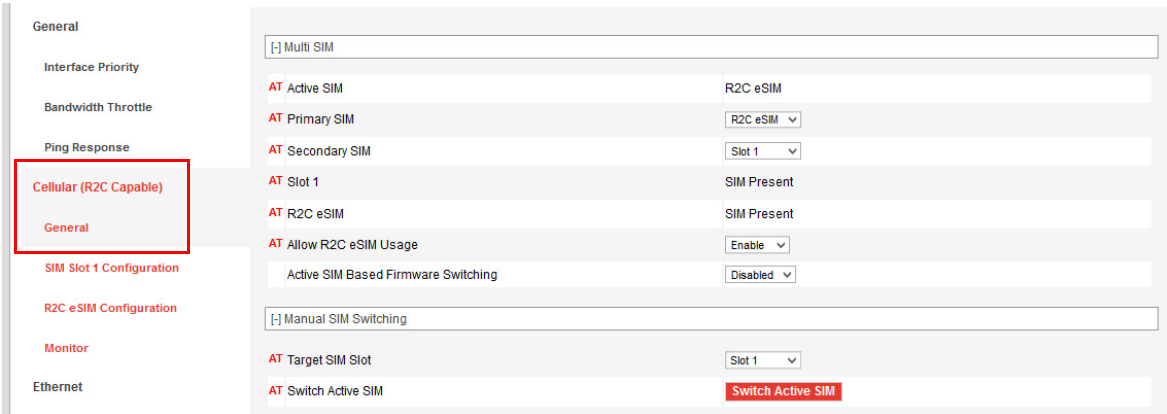 General
Interface Priority
Bandwidth Throttle
Ping Response
Cellular (R2C Capable)
General
SIM Slot 1 Configuration
R2C eSIM Configuration
Monitor
Ethernet
[-] Multi SIM
AT Active SIM R2C eSIM
AT Primary SIM R2C eSIM
AT Secondary SIM Slot 1
AT Slot 1 SIM Present
AT R2C eSIM SIM Present
AT Allow R2C eSIM Usage Enable
Active SIM Based Firmware Switching Disabled
[-] Manual SIM Switching
AT Target SIM Slot Slot 1
AT Switch Active SIM Switch Active SIM